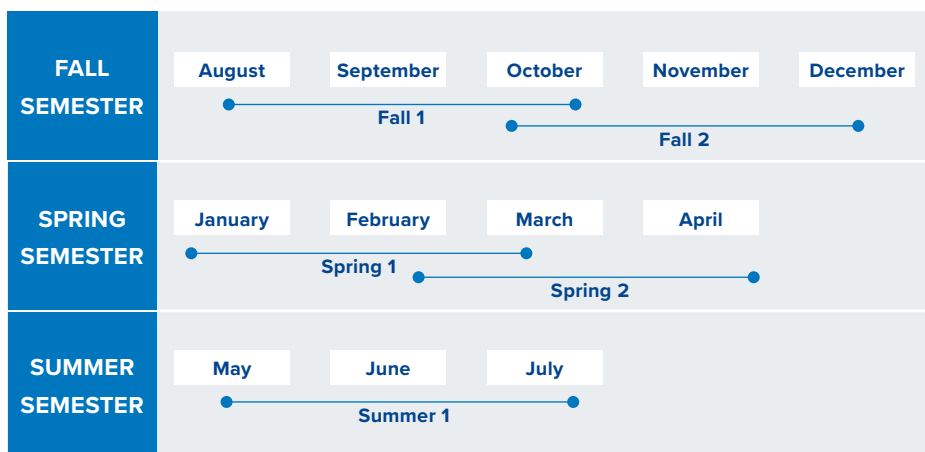 FALL
SEMESTER
August
September
October
November
December
Fall 1
Fall 2
SPRING
SEMESTER
January
February
March
April
Spring 1
Spring 2
SUMMER
SEMESTER
May
June
July
Summer 1